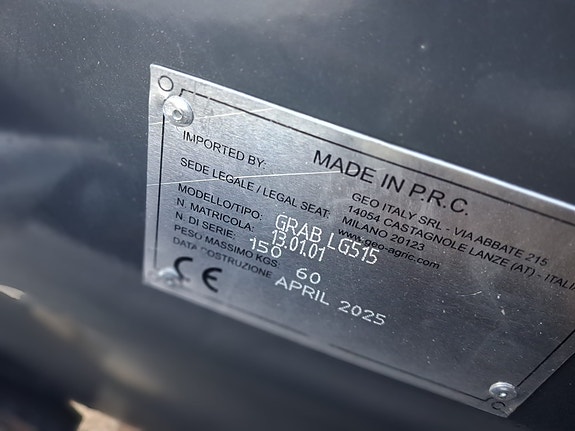 MADE IN P.R.C.
IMPORTED BY: GEO ITALY SRL - VIA ABBATE 215
14054 CASTAGNOLE LANZE (AT) - ITALI
SEDE LEGALE / LEGAL SEAT: MILANO 20123
www.geo-agric.com
MODELLO/TIPO: GRAB LG515
N. MATRICOLA: 13.01.01
N. DI SERIE: 150 60
PESO MASSIMO KGS
DATA COSTRUZIONE APRIL 2025
CE